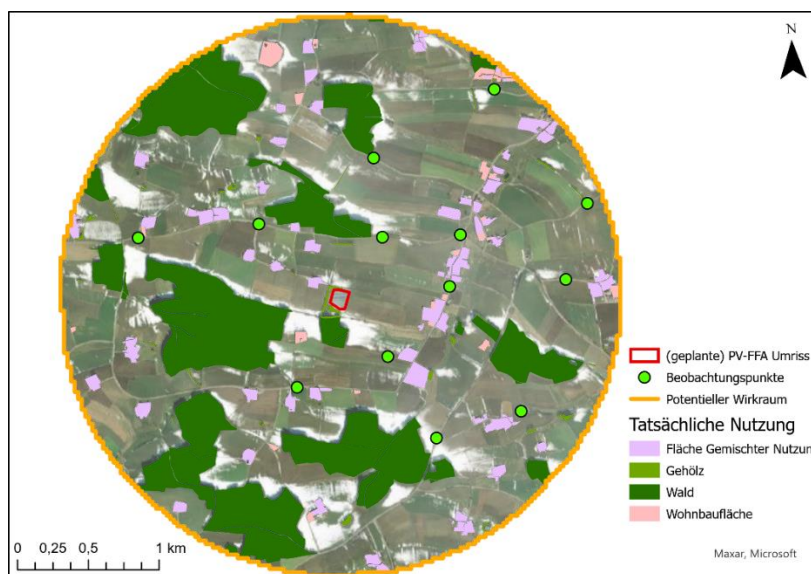 N
(geplante) PV-FFA Umriss
Beobachtungspunkte
Potentieller Wirkraum
Tatsächliche Nutzung
Fläche Gemischter Nutzun
Gehölz
Wald
Wohnbaufläche
0 0,25 0,5 1 km
Maxar, Microsoft